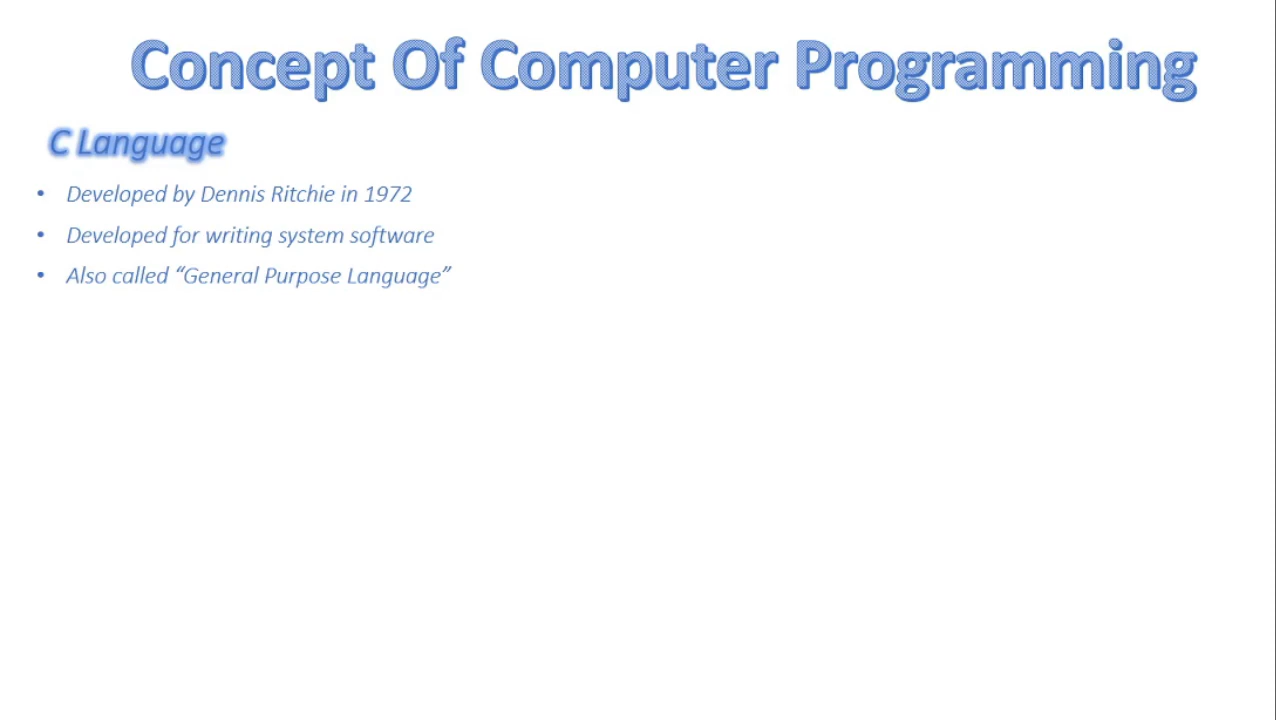 Concept Of Computer Programming
C Language
• Developed by Dennis Ritchie in 1972
• Developed for writing system software
• Also called “General Purpose Language”